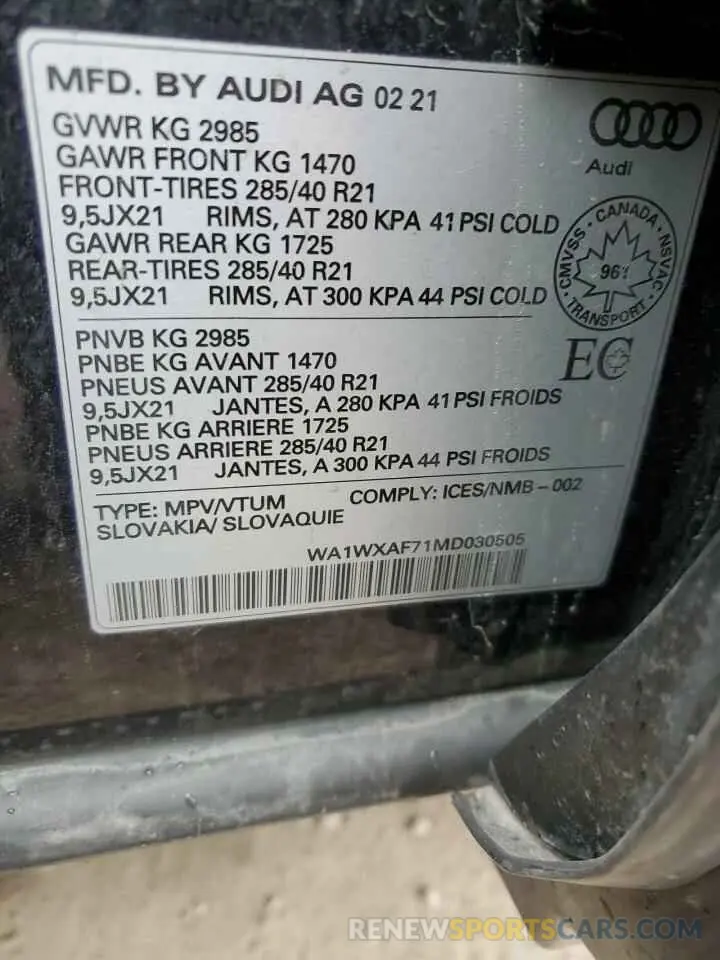 MFD. BY AUDI AG 02 21
GVWR KG 2985
GAWR FRONT KG 1470
FRONT-TIRES 285/40 R21
9,5JX21 RIMS, AT 280 KPA 41 PSI COLD
GAWR REAR KG 1725
REAR-TIRES 285/40 R21
9,5JX21 RIMS, AT 300 KPA 44 PSI COLD
Audi
CANADA · NSVAC · TRANSPORT · CMVSS
PNVB KG 2985
PNBE KG AVANT 1470
PNEUS AVANT 285/40 R21
9,5JX21 JANTES, A 280 KPA 41 PSI FROIDS
PNBE KG ARRIERE 1725
PNEUS ARRIERE 285/40 R21
9,5JX21 JANTES, A 300 KPA 44 PSI FROIDS
EC
TYPE: MPV/VTUM COMPLY: ICES/NMB-002
SLOVAKIA/ SLOVAQUIE
WA1WXAF71MD030505
RENEWSPORTCARS.COM